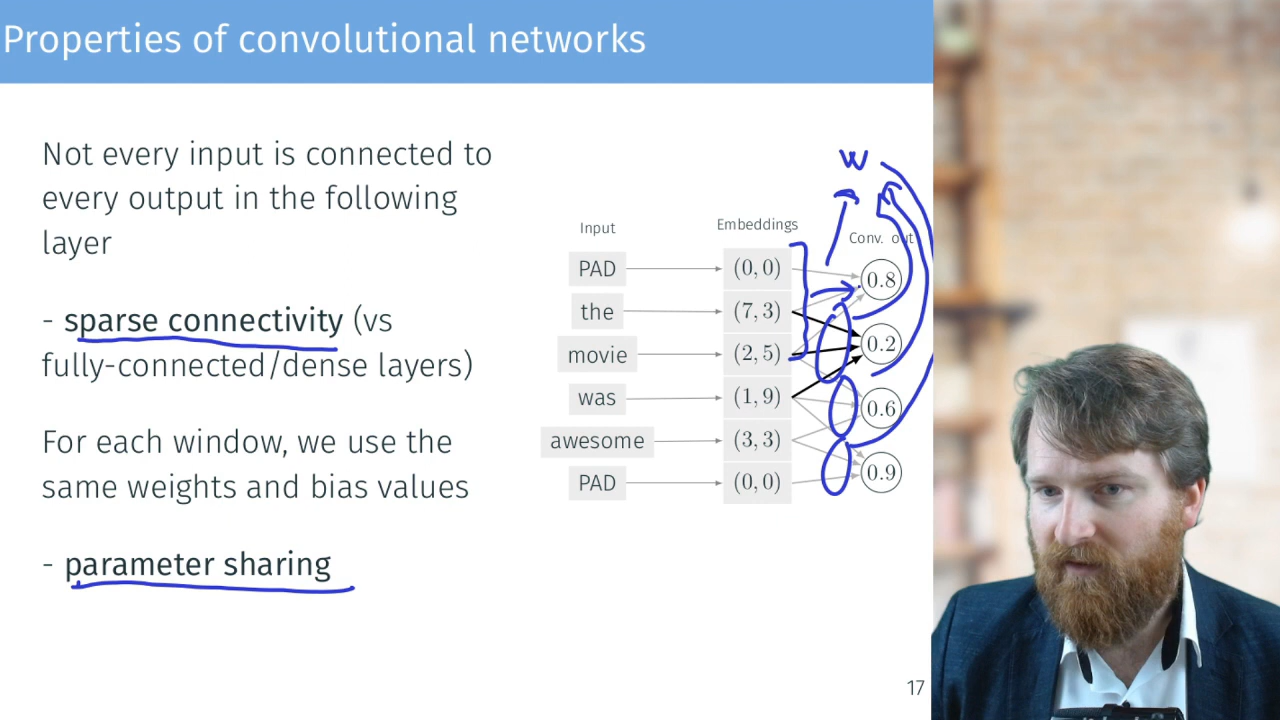 Properties of convolutional networks
Not every input is connected to
every output in the following
layer
- sparse connectivity (vs
fully-connected/dense layers)
For each window, we use the
same weights and bias values
- parameter sharing
W
Input Embeddings Conv. out
PAD (0, 0) 0.8
the (7, 3)
movie (2, 5) 0.2
was (1, 9) 0.6
awesome (3, 3) 0.9
PAD (0, 0)
17